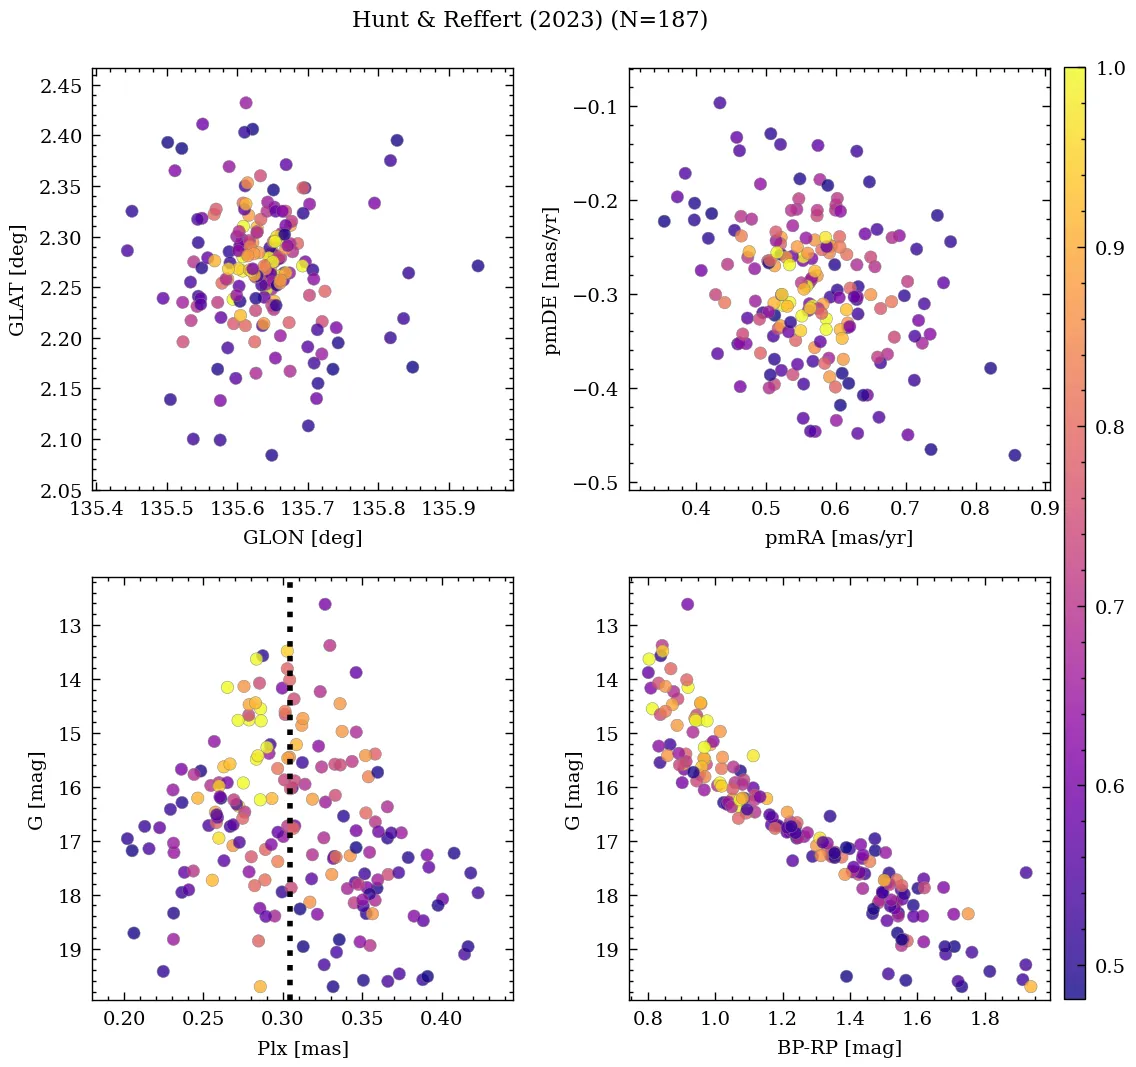 Hunt & Reffert (2023) (N=187)
2.45
2.40
2.35
2.30
2.25
2.20
2.15
2.10
2.05
GLAT [deg]
135.4 135.5 135.6 135.7 135.8 135.9
GLON [deg]
−0.1
−0.2
−0.3
−0.4
−0.5
pmDE [mas/yr]
0.4 0.5 0.6 0.7 0.8 0.9
pmRA [mas/yr]
1.0
0.9
0.8
0.7
0.6
0.5
13
14
15
16
17
18
19
G [mag]
0.20 0.25 0.30 0.35 0.40
Plx [mas]
13
14
15
16
17
18
19
G [mag]
0.8 1.0 1.2 1.4 1.6 1.8
BP-RP [mag]